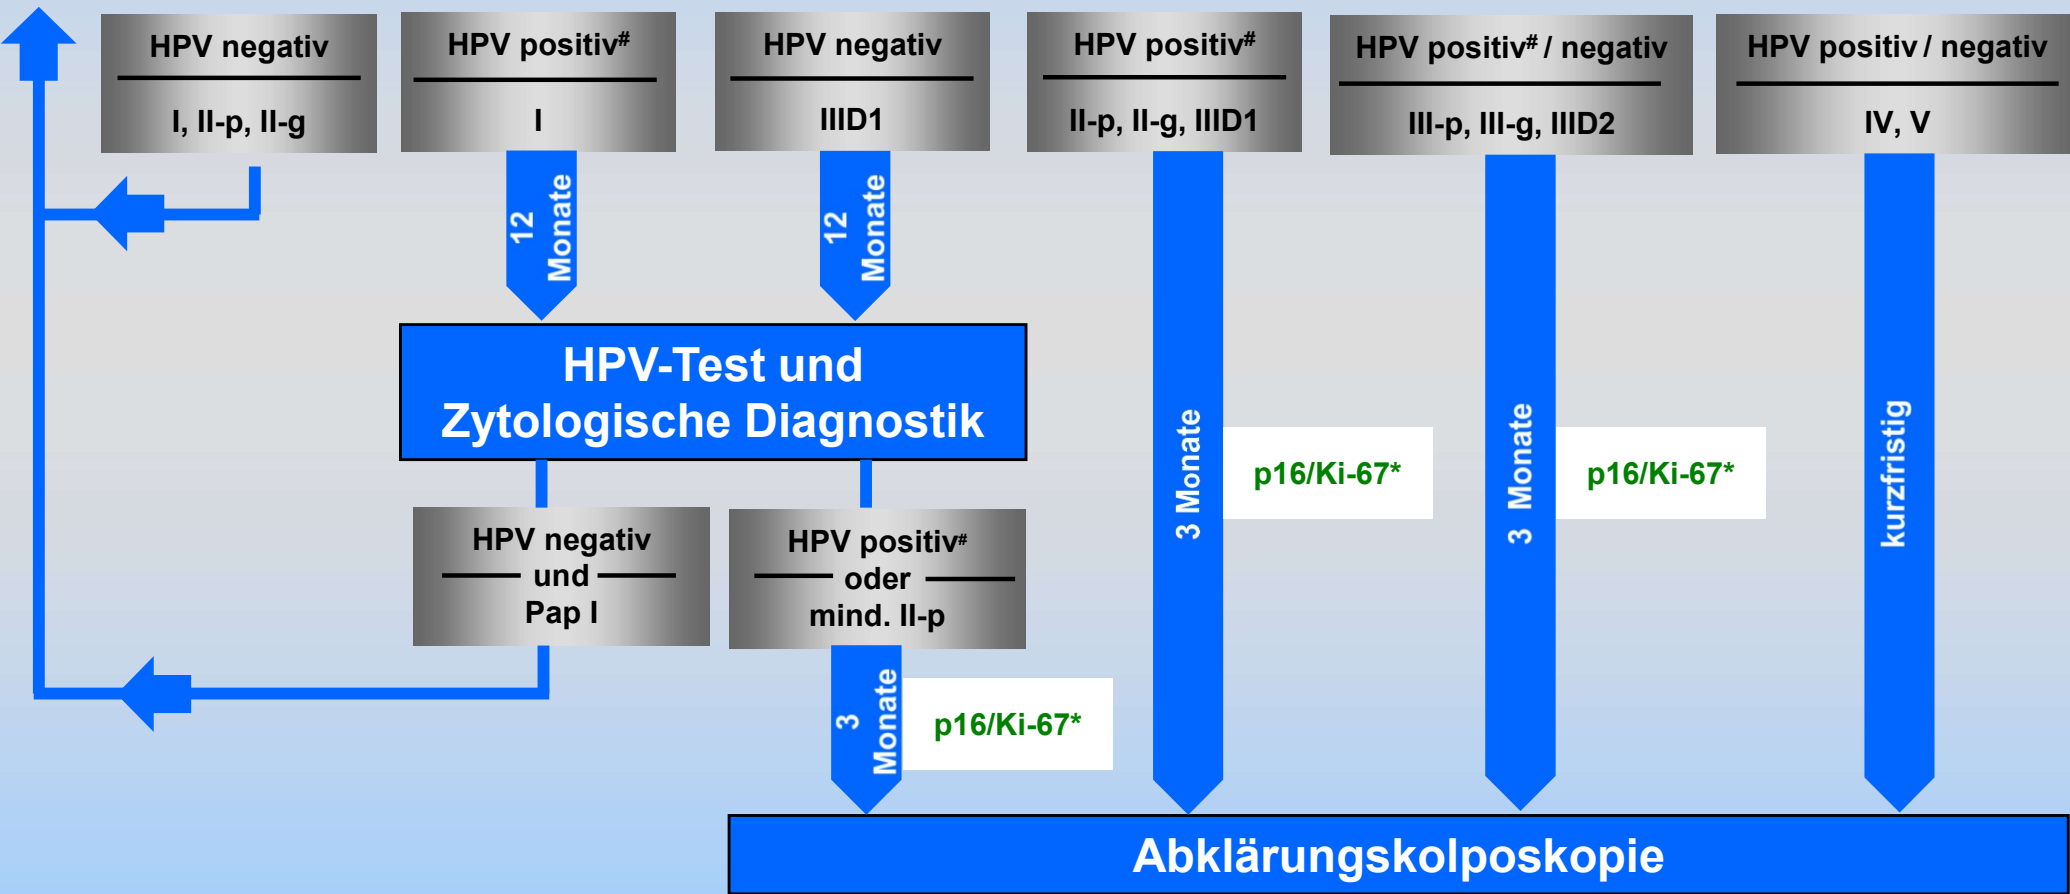 HPV negativ
I, II-p, II-g
HPV positiv#
I
HPV negativ
IIID1
HPV positiv#
II-p, II-g, IIID1
HPV positiv# / negativ
III-p, III-g, IIID2
HPV positiv / negativ
IV, V
12
Monate
12
Monate
HPV-Test und
Zytologische Diagnostik
3 Monate
p16/Ki-67*
3 Monate
p16/Ki-67*
kurzfristig
HPV negativ
und
Pap I
HPV positiv#
oder
mind. II-p
3
Monate
p16/Ki-67*
Abklärungskolposkopie